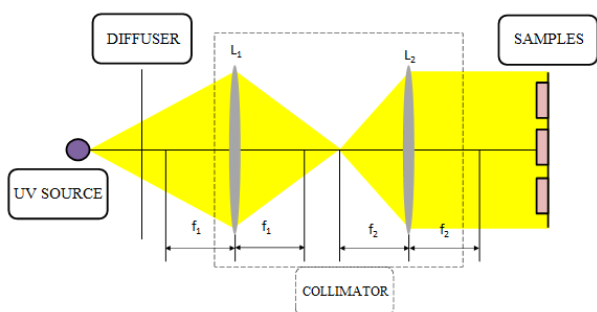 DIFFUSER
L₁
L₂
SAMPLES
UV SOURCE
f₁
f₁
f₂
f₂
COLLIMATOR